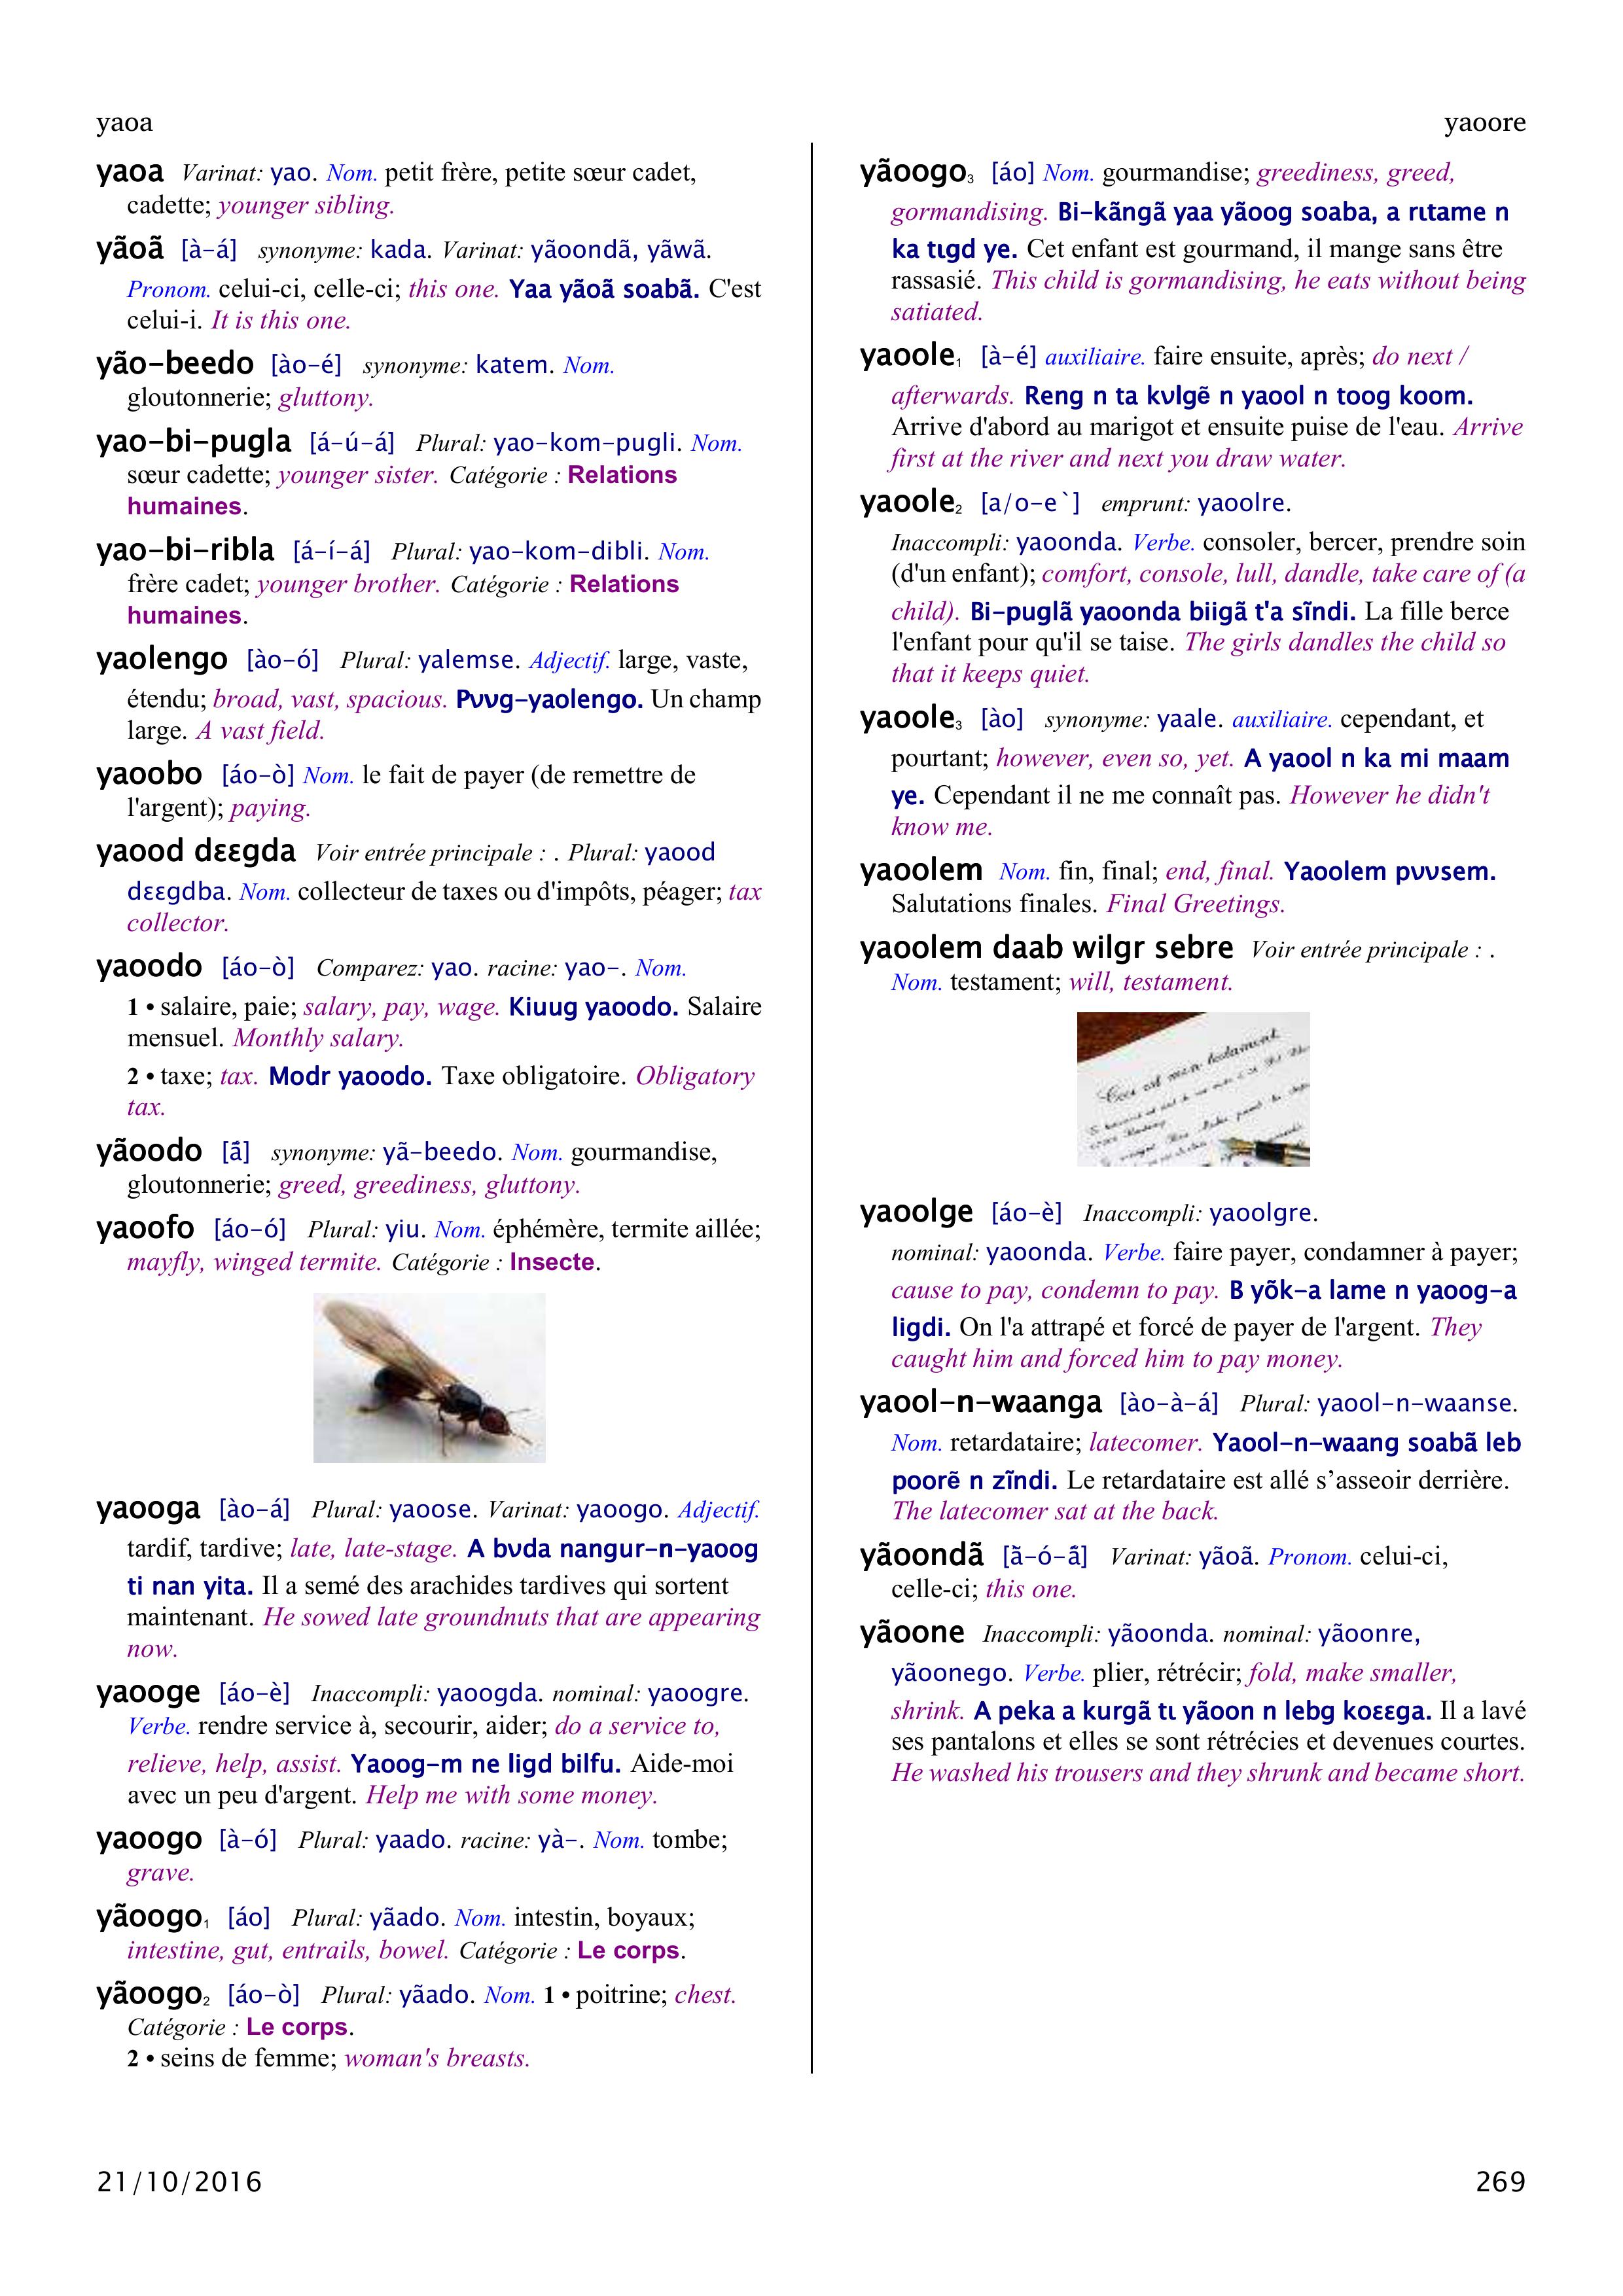 yaoa
yaoore
yaoa Varinat: yao. Nom. petit frère, petite sœur cadet,
cadette; younger sibling.
yãoã [à-á] synonyme: kada. Varinat: yãoondã, yãwã.
Pronom. celui-ci, celle-ci; this one. Yaa yãoã soabã. C'est
celui-i. It is this one.
yão-beedo [ào-é] synonyme: katem. Nom.
gloutonnerie; gluttony.
yao-bi-pugla [á-ú-á] Plural: yao-kom-pugli. Nom.
sœur cadette; younger sister. Catégorie : Relations
humaines.
yao-bi-ribla [á-í-á] Plural: yao-kom-dibli. Nom.
frère cadet; younger brother. Catégorie : Relations
humaines.
yaolengo [ào-ó] Plural: yalemse. Adjectif. large, vaste,
étendu; broad, vast, spacious. Pʋʋg-yaolengo. Un champ
large. A vast field.
yaoobo [áo-ò] Nom. le fait de payer (de remettre de
l'argent); paying.
yaood dɛɛgda Voir entrée principale : . Plural: yaood
dɛɛgdba. Nom. collecteur de taxes ou d'impôts, péager; tax
collector.
yaoodo [áo-ò] Comparez: yao. racine: yao-. Nom.
1 • salaire, paie; salary, pay, wage. Kiuug yaoodo. Salaire
mensuel. Monthly salary.
2 • taxe; tax. Modr yaoodo. Taxe obligatoire. Obligatory
tax.
yãoodo [ã́] synonyme: yã-beedo. Nom. gourmandise,
gloutonnerie; greed, greediness, gluttony.
yaoofo [áo-ó] Plural: yiu. Nom. éphémère, termite aillée;
mayfly, winged termite. Catégorie : Insecte.
yaooga [ào-á] Plural: yaoose. Varinat: yaoogo. Adjectif.
tardif, tardive; late, late-stage. A bʋda nangur-n-yaoog
ti nan yita. Il a semé des arachides tardives qui sortent
maintenant. He sowed late groundnuts that are appearing
now.
yaooge [áo-è] Inaccompli: yaoogda. nominal: yaoogre.
Verbe. rendre service à, secourir, aider; do a service to,
relieve, help, assist. Yaoog-m ne ligd bilfu. Aide-moi
avec un peu d'argent. Help me with some money.
yaoogo [à-ó] Plural: yaado. racine: yà-. Nom. tombe;
grave.
yãoogo₁ [áo] Plural: yãado. Nom. intestin, boyaux;
intestine, gut, entrails, bowel. Catégorie : Le corps.
yãoogo₂ [áo-ò] Plural: yãado. Nom. 1 • poitrine; chest.
Catégorie : Le corps.
2 • seins de femme; woman's breasts.
yãoogo₃ [áo] Nom. gourmandise; greediness, greed,
gormandising. Bi-kãngã yaa yãoog soaba, a rɩtame n
ka tɩgd ye. Cet enfant est gourmand, il mange sans être
rassasié. This child is gormandising, he eats without being
satiated.
yaoole₁ [à-é] auxiliaire. faire ensuite, après; do next /
afterwards. Reng n ta kʋlgẽ n yaool n toog koom.
Arrive d'abord au marigot et ensuite puise de l'eau. Arrive
first at the river and next you draw water.
yaoole₂ [a/o-e`] emprunt: yaoolre.
Inaccompli: yaoonda. Verbe. consoler, bercer, prendre soin
(d'un enfant); comfort, console, lull, dandle, take care of (a
child). Bi-puglã yaoonda biigã t'a sĩndi. La fille berce
l'enfant pour qu'il se taise. The girls dandles the child so
that it keeps quiet.
yaoole₃ [ào] synonyme: yaale. auxiliaire. cependant, et
pourtant; however, even so, yet. A yaool n ka mi maam
ye. Cependant il ne me connaît pas. However he didn't
know me.
yaoolem Nom. fin, final; end, final. Yaoolem pʋʋsem.
Salutations finales. Final Greetings.
yaoolem daab wilgr sebre Voir entrée principale : .
Nom. testament; will, testament.
Ceci est mon testament
yaoolge [áo-è] Inaccompli: yaoolgre.
nominal: yaoonda. Verbe. faire payer, condamner à payer;
cause to pay, condemn to pay. B yõk-a lame n yaoog-a
ligdi. On l'a attrapé et forcé de payer de l'argent. They
caught him and forced him to pay money.
yaool-n-waanga [ào-à-á] Plural: yaool-n-waanse.
Nom. retardataire; latecomer. Yaool-n-waang soabã leb
poorẽ n zĩndi. Le retardataire est allé s’asseoir derrière.
The latecomer sat at the back.
yãoondã [ã̀-ó-ã́] Varinat: yãoã. Pronom. celui-ci,
celle-ci; this one.
yãoone Inaccompli: yãoonda. nominal: yãoonre,
yãoonego. Verbe. plier, rétrécir; fold, make smaller,
shrink. A peka a kurgã tɩ yãoon n lebg koɛɛga. Il a lavé
ses pantalons et elles se sont rétrécies et devenues courtes.
He washed his trousers and they shrunk and became short.
21/10/2016
269